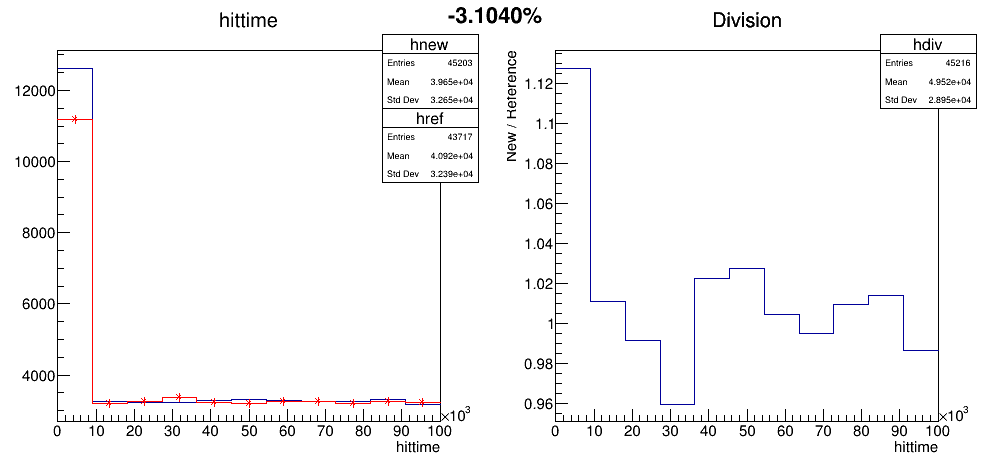 -3.1040%
hittime
hnew
Entries 45203
Mean 3.965e+04
Std Dev 3.265e+04
href
Entries 43717
Mean 4.092e+04
Std Dev 3.239e+04
12000
10000
8000
6000
4000
0 10 20 30 40 50 60 70 80 90 100
×10³
hittime
Division
hdiv
Entries 45216
Mean 4.952e+04
Std Dev 2.895e+04
New / Reference
1.12
1.1
1.08
1.06
1.04
1.02
1
0.98
0.96
0 10 20 30 40 50 60 70 80 90 100
×10³
hittime